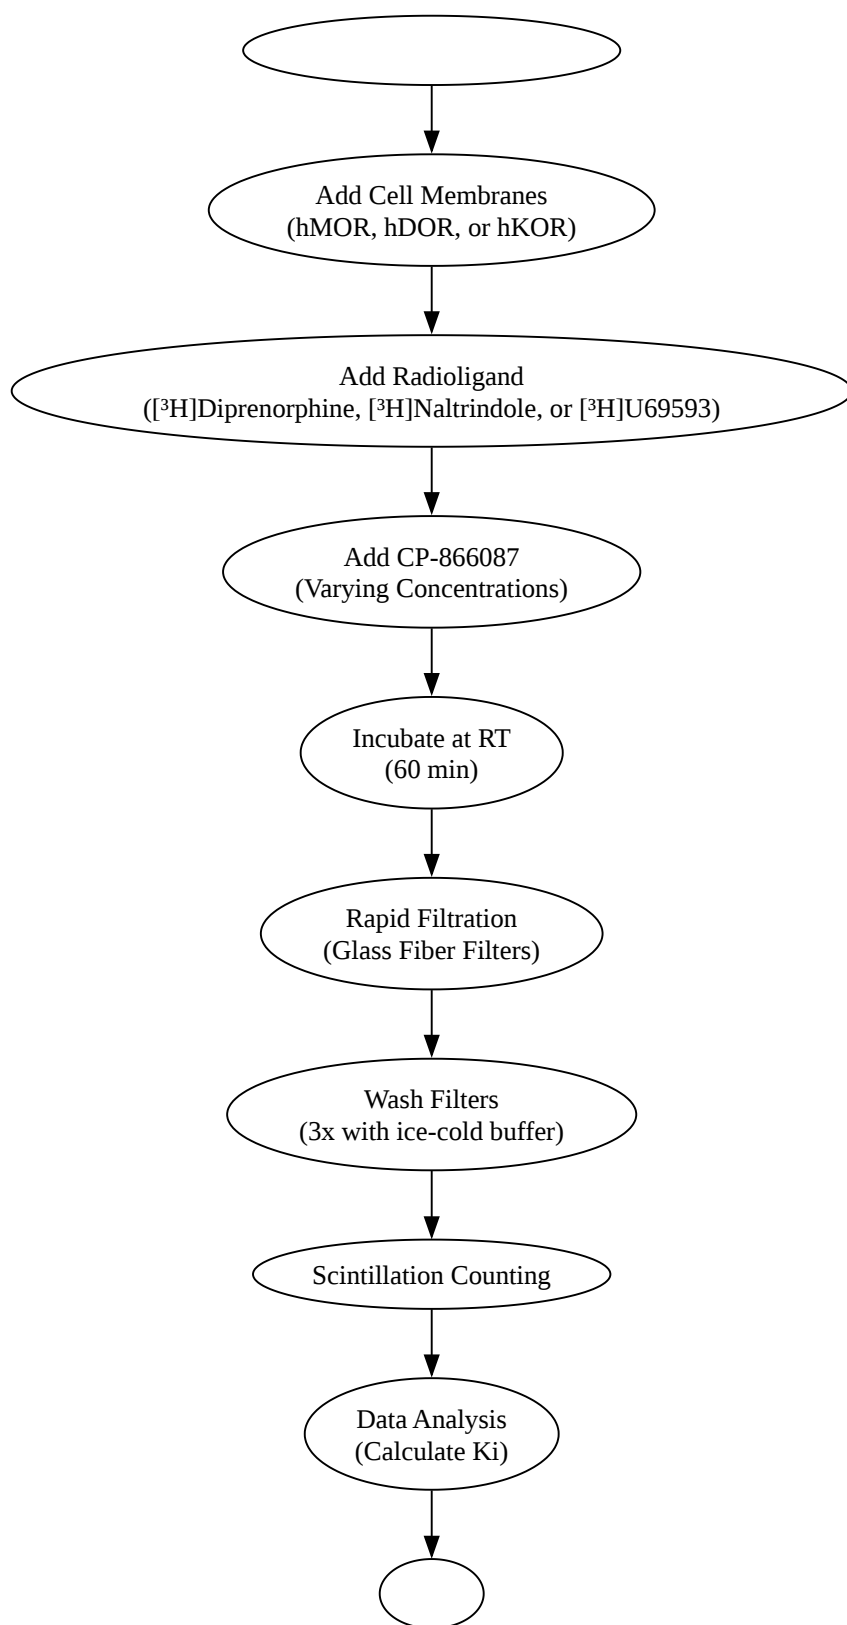 Add Cell Membranes
(hMOR, hDOR, or hKOR)
Add Radioligand
([³H]Diprenorphine, [³H]Naltrindole, or [³H]U69593)
Add CP-866087
(Varying Concentrations)
Incubate at RT
(60 min)
Rapid Filtration
(Glass Fiber Filters)
Wash Filters
(3x with ice-cold buffer)
Scintillation Counting
Data Analysis
(Calculate Ki)